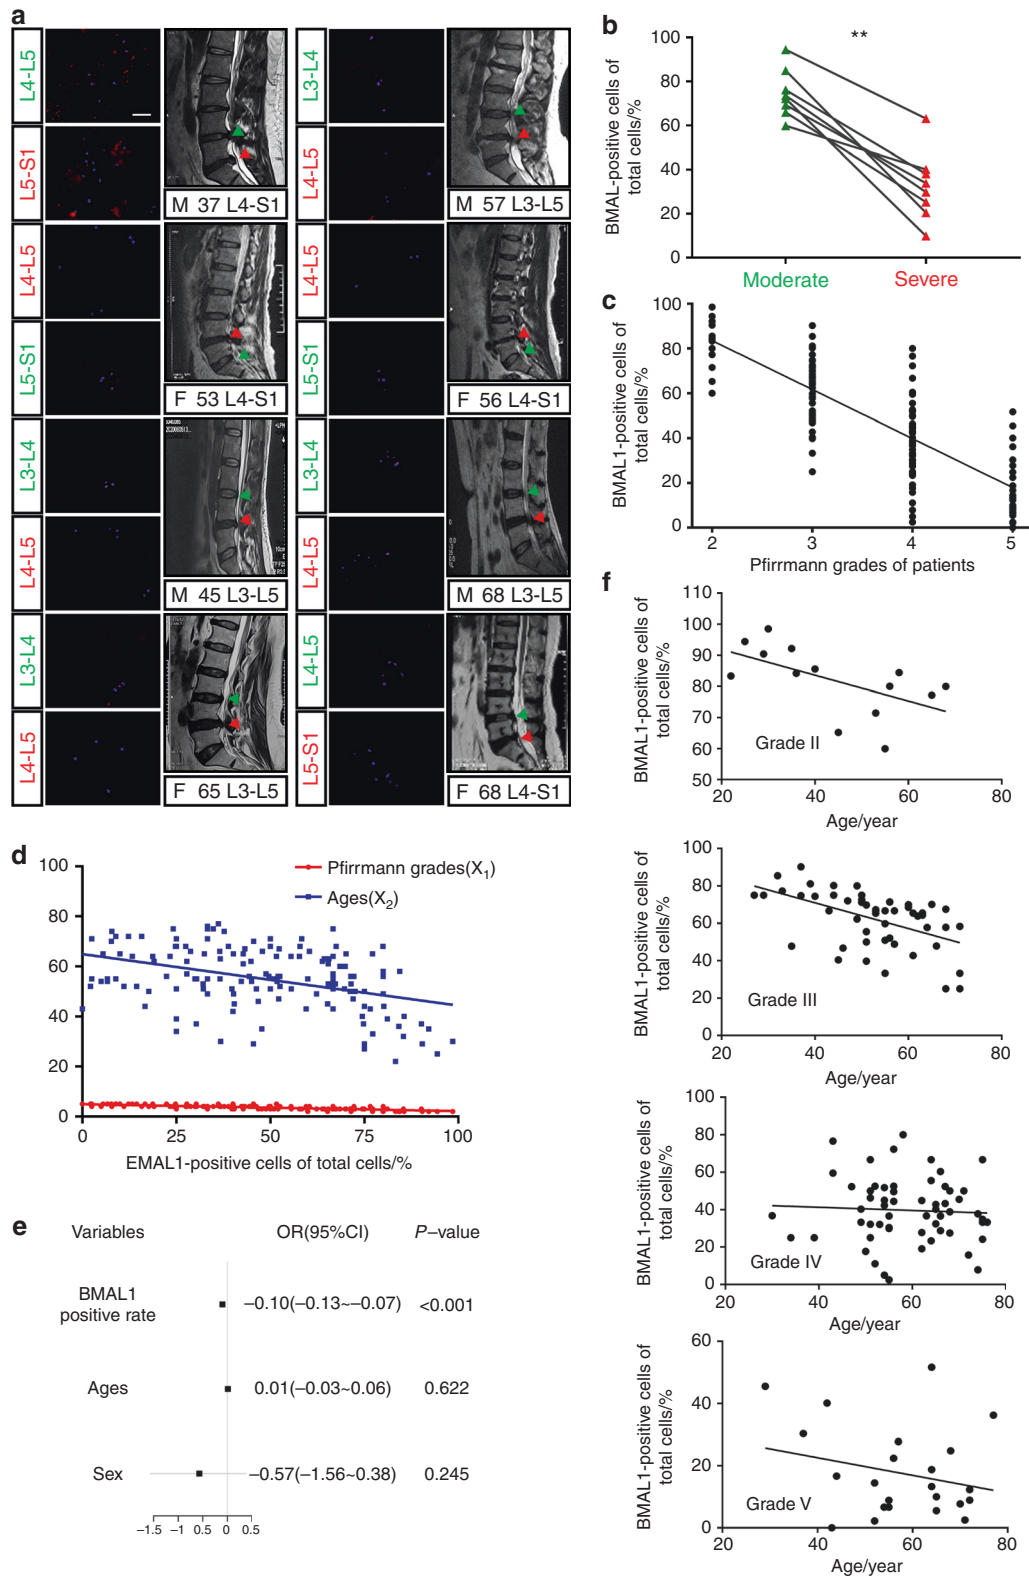 a
L4-L5
L5-S1
M 37 L4-S1
L4-L5
L5-S1
F 53 L4-S1
L3-L4
L4-L5
M 45 L3-L5
L3-L4
L4-L5
F 65 L3-L5
L3-L4
L4-L5
M 57 L3-L5
L4-L5
L5-S1
F 56 L4-S1
L3-L4
L4-L5
M 68 L3-L5
L4-L5
L5-S1
F 68 L4-S1
b
BMAL-positive cells of
total cells/%
100
80
60
40
20
0
**
Moderate
Severe
c
BMAL1-positive cells of
total cells/%
100
80
60
40
20
0
2
3
4
5
Pfirrmann grades of patients
d
100
80
60
40
20
0
Pfirrmann grades(X1)
Ages(X2)
0
25
50
75
100
EMAL1-positive cells of total cells/%
e
Variables
OR(95%CI)
P–value
BMAL1
positive rate
−0.10(−0.13~−0.07)
<0.001
Ages
0.01(−0.03~0.06)
0.622
Sex
−0.57(−1.56~0.38)
0.245
−1.5
−1
0.5
0
0.5
f
BMAL1-positive cells of
total cells/%
110
100
90
80
70
60
50
Grade II
20
40
60
80
Age/year
BMAL1-positive cells of
total cells/%
100
80
60
40
20
0
Grade III
20
40
60
80
Age/year
BMAL1-positive cells of
total cells/%
100
80
60
40
20
0
Grade IV
20
40
60
80
Age/year
BMAL1-positive cells of
total cells/%
60
40
20
0
Grade V
20
40
60
80
Age/year